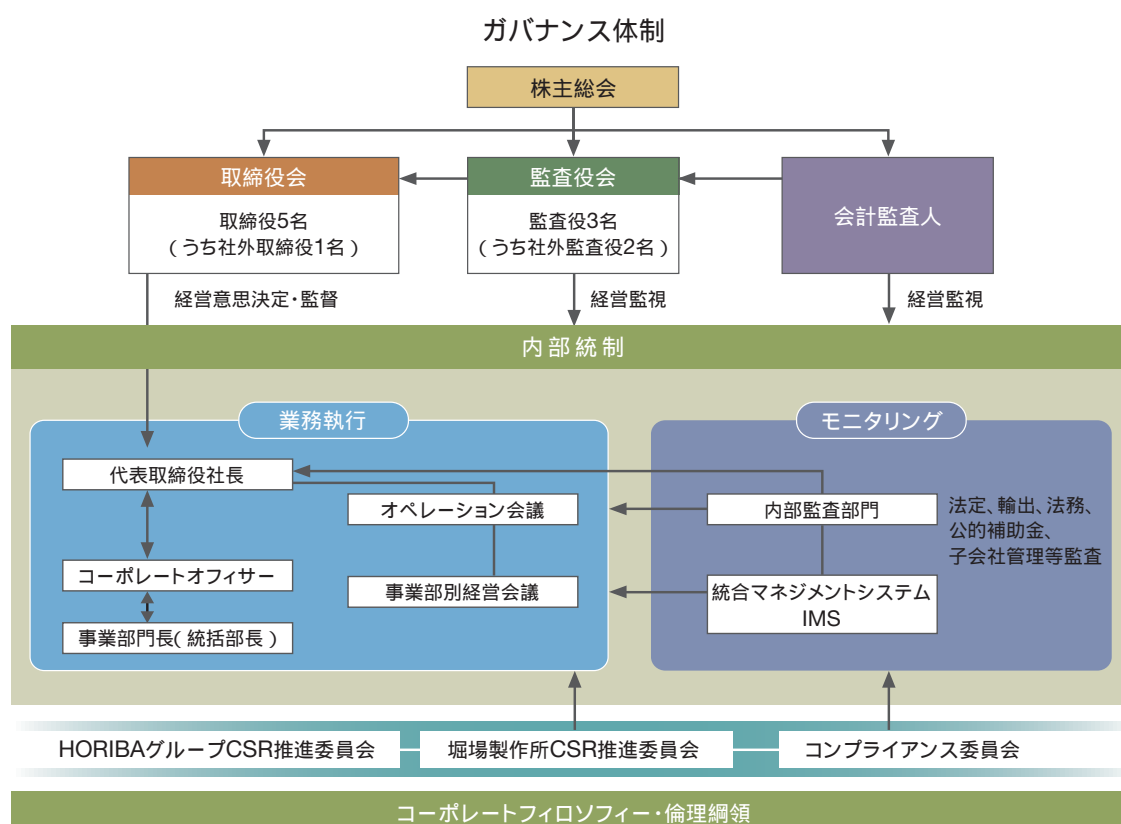 ガバナンス体制
株主総会
取締役会
取締役5名
（うち社外取締役1名）
監査役会
監査役3名
（うち社外監査役2名）
会計監査人
経営意思決定・監督
経営監視
経営監視
内部統制
業務執行
代表取締役社長
コーポレートオフィサー
事業部門長（統括部長）
オペレーション会議
事業部別経営会議
モニタリング
内部監査部門
統合マネジメントシステム
IMS
法定、輸出、法務、
公的補助金、
子会社管理等監査
HORIBAグループCSR推進委員会
堀場製作所CSR推進委員会
コンプライアンス委員会
コーポレートフィロソフィー・倫理綱領